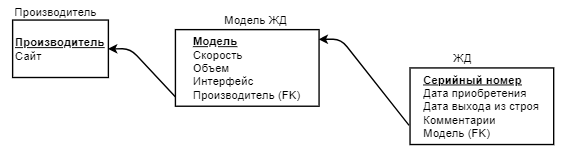 Производитель
Производитель
Сайт
Модель ЖД
Модель
Скорость
Объем
Интерфейс
Производитель (FK)
ЖД
Серийный номер
Дата приобретения
Дата выхода из строя
Комментарии
Модель (FK)